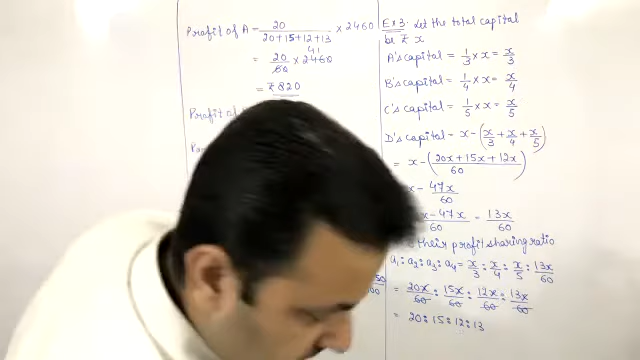 Profit of A = 20/(20+15+12+13) × 2460
= 20/60 × 2460 41
= ₹820
Profit of
Ex 3: Let the total capital
be ₹ x
A's capital = 1/3 × x = x/3
B's capital = 1/4 × x = x/4
C's capital = 1/5 × x = x/5
D's capital = x - (x/3 + x/4 + x/5)
= x - (20x + 15x + 12x / 60)
x - 47x/60
x - 47x / 60 = 13x/60
their profit sharing ratio
a₁ : a₂ : a₃ : a₄ = x/3 : x/4 : x/5 : 13x/60
= 20x/60 : 15x/60 : 12x/60 : 13x/60
= 20 : 15 : 12 : 13